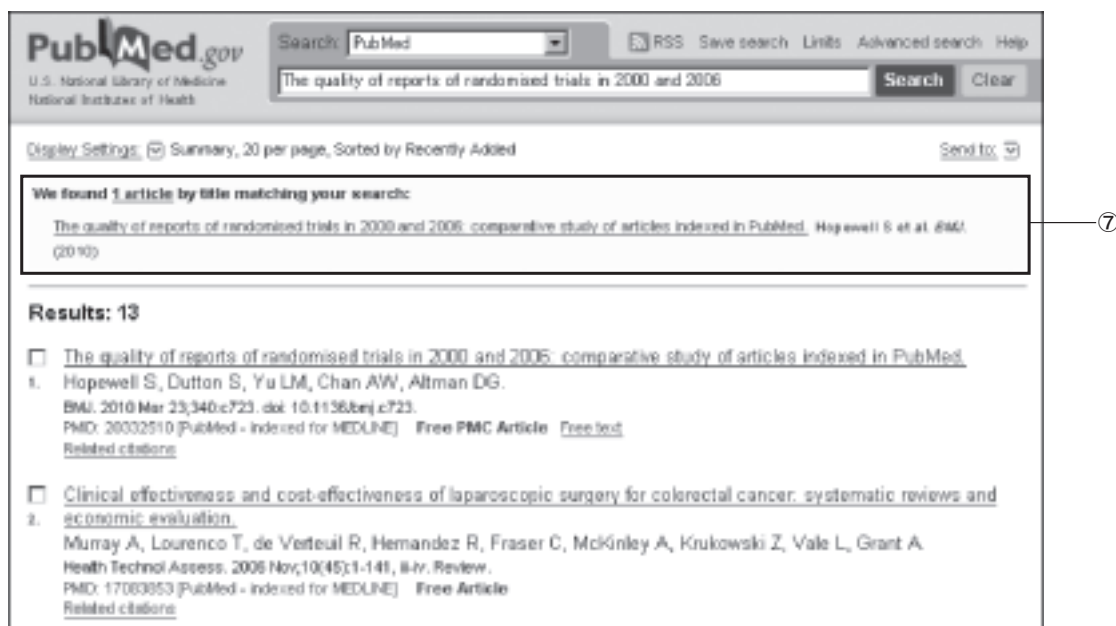 PubMed.gov
U.S. National Library of Medicine
National Institutes of Health
Search: PubMed
RSS Save search Limits Advanced search Help
The quality of reports of randomised trials in 2000 and 2006
Search Clear
Display Settings: Summary, 20 per page, Sorted by Recently Added
Send to:
We found 1 article by title matching your search:
The quality of reports of randomised trials in 2000 and 2006: comparative study of articles indexed in PubMed. Hopewell S et al. BMJ.
(2010)
⑦
Results: 13
The quality of reports of randomised trials in 2000 and 2006: comparative study of articles indexed in PubMed.
1. Hopewell S, Dutton S, Yu LM, Chan AW, Altman DG.
BMJ. 2010 Mar 23;340:c723. doi: 10.1136/bmj.c723.
PMID: 20332510 [PubMed - indexed for MEDLINE] Free PMC Article Free text
Related citations
Clinical effectiveness and cost-effectiveness of laparoscopic surgery for colorectal cancer: systematic reviews and
2. economic evaluation.
Murray A, Lourenco T, de Verteuil R, Hernandez R, Fraser C, McKinley A, Krukowski Z, Vale L, Grant A.
Health Technol Assess. 2006 Nov;10(45):1-141, iii-iv. Review.
PMID: 17083853 [PubMed - indexed for MEDLINE] Free Article
Related citations